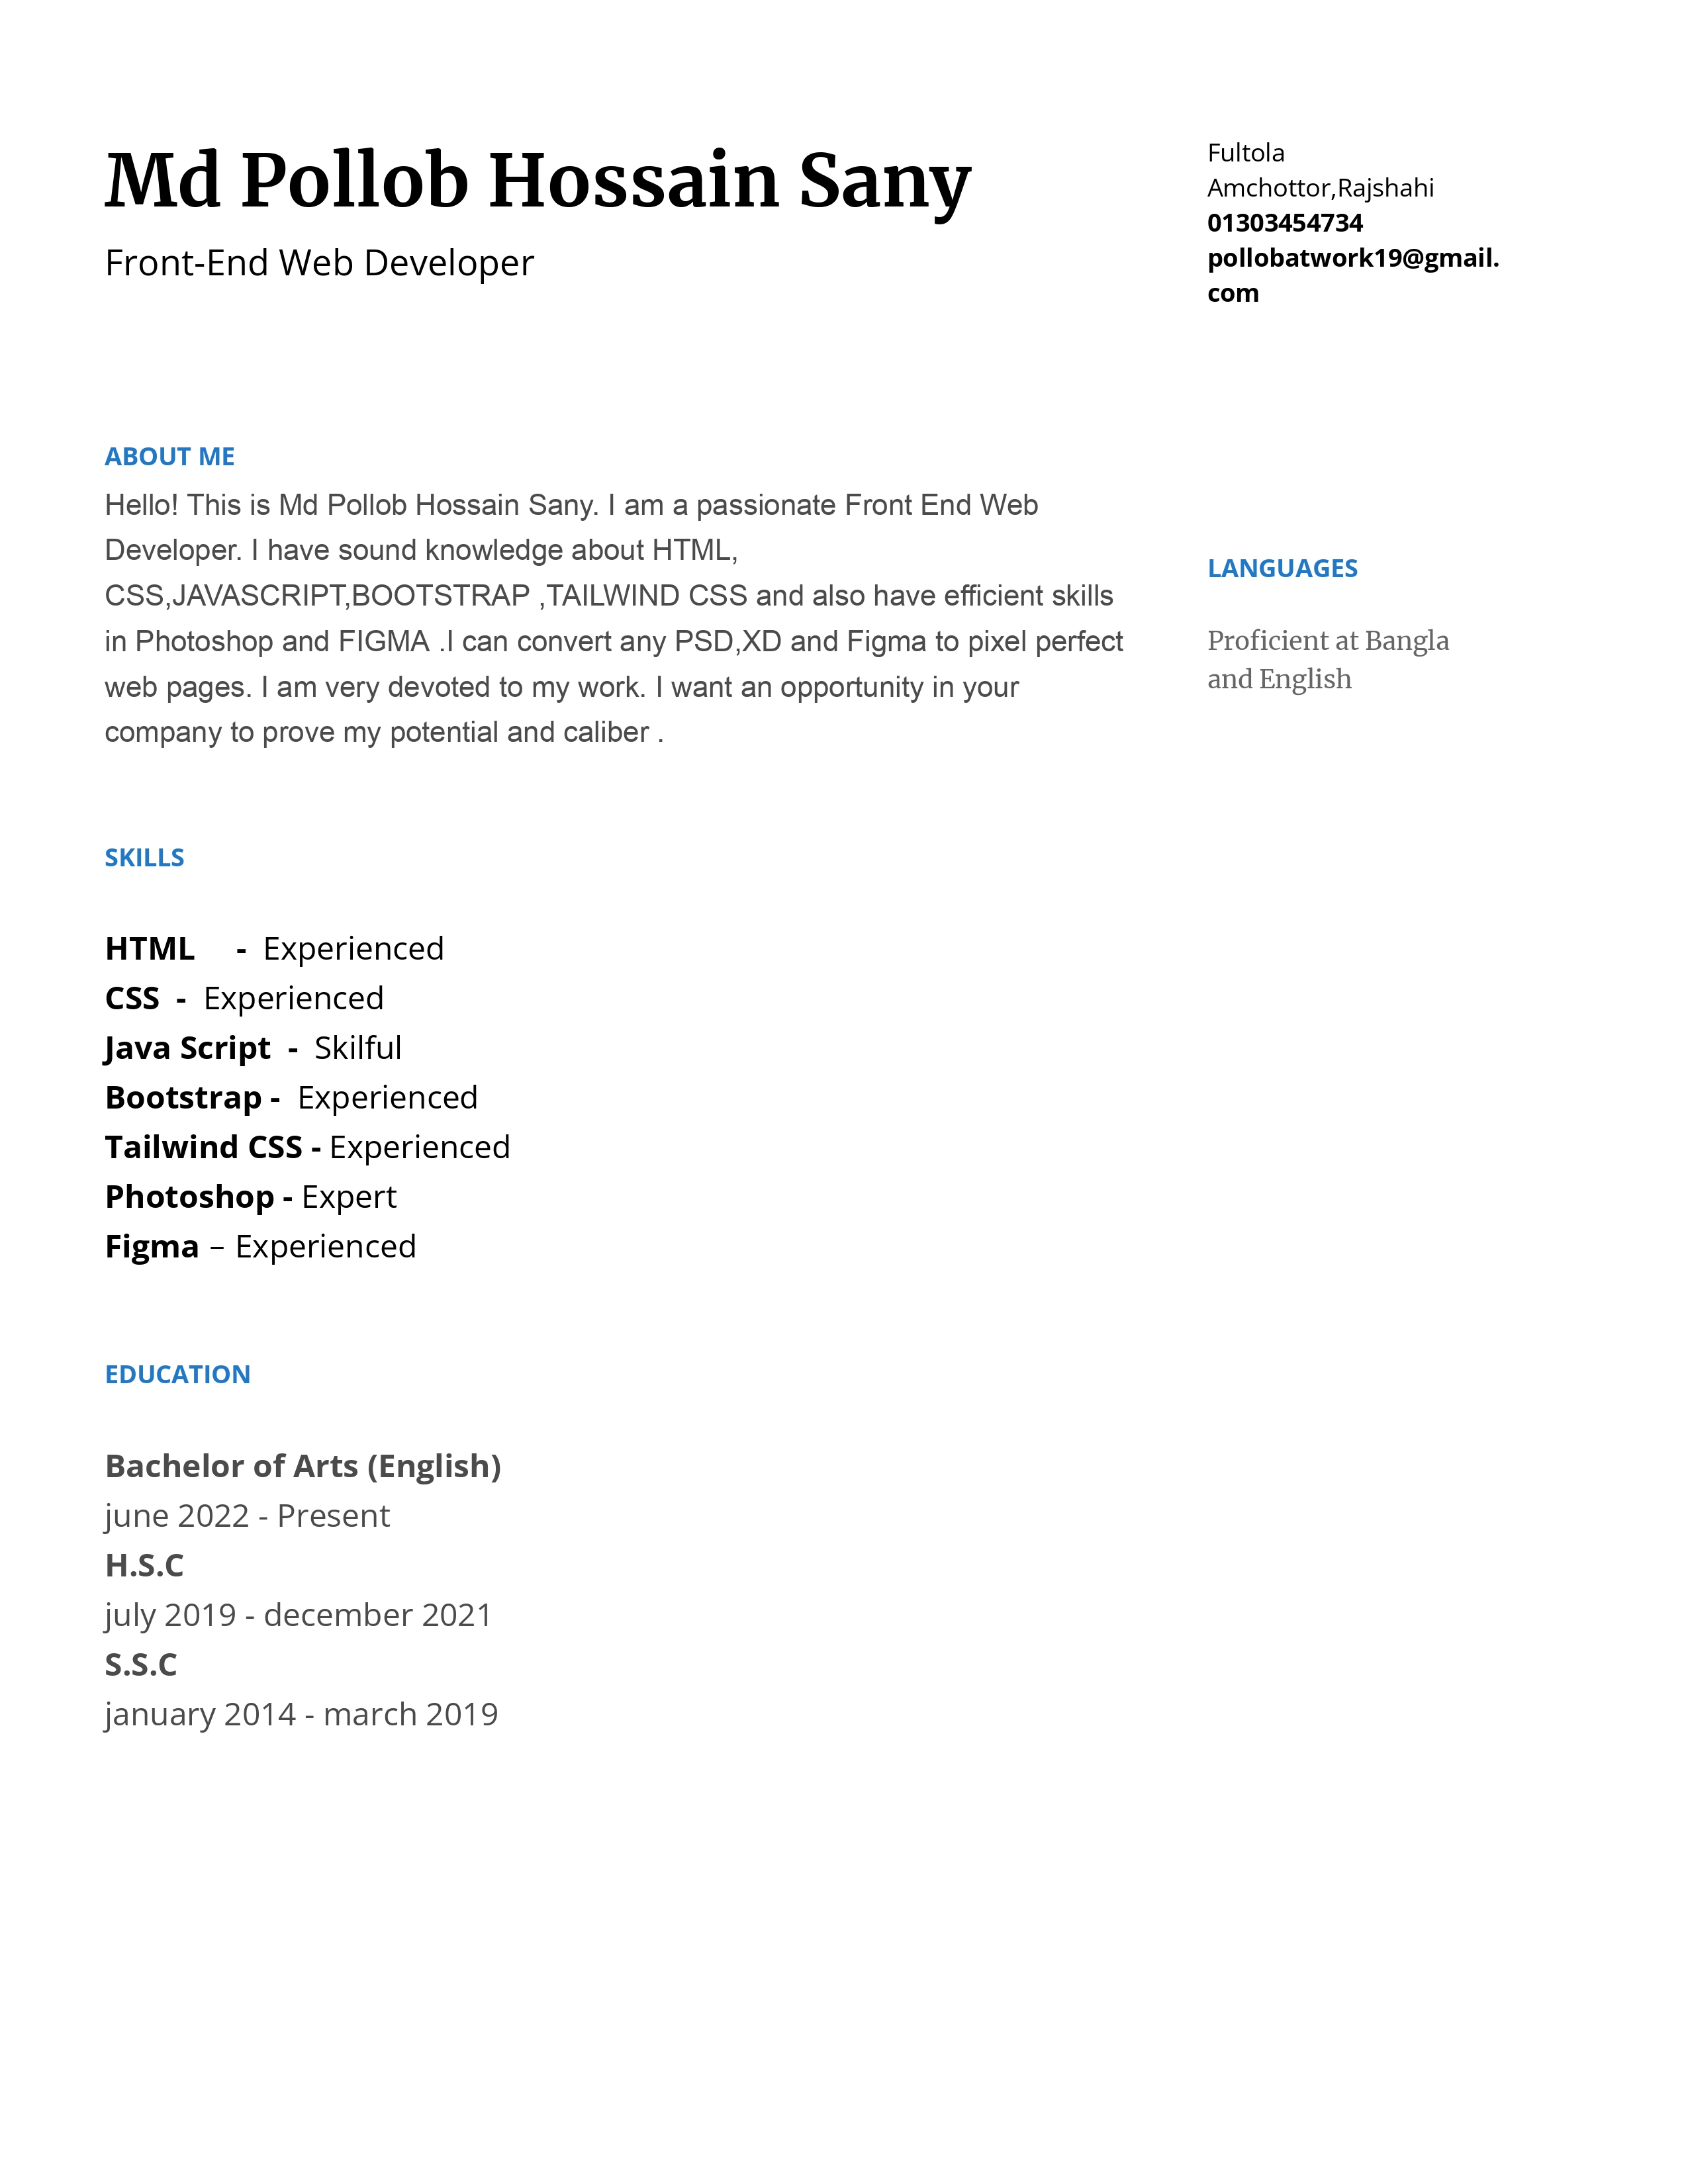 Md Pollob Hossain Sany
Front-End Web Developer
Fultola
Amchottor,Rajshahi
01303454734
pollobatwork19@gmail.
com
ABOUT ME
Hello! This is Md Pollob Hossain Sany. I am a passionate Front End Web
Developer. I have sound knowledge about HTML,
CSS,JAVASCRIPT,BOOTSTRAP ,TAILWIND CSS and also have efficient skills
in Photoshop and FIGMA .I can convert any PSD,XD and Figma to pixel perfect
web pages. I am very devoted to my work. I want an opportunity in your
company to prove my potential and caliber .
LANGUAGES
Proficient at Bangla
and English
SKILLS
HTML - Experienced
CSS - Experienced
Java Script - Skilful
Bootstrap - Experienced
Tailwind CSS - Experienced
Photoshop - Expert
Figma – Experienced
EDUCATION
Bachelor of Arts (English)
june 2022 - Present
H.S.C
july 2019 - december 2021
S.S.C
january 2014 - march 2019